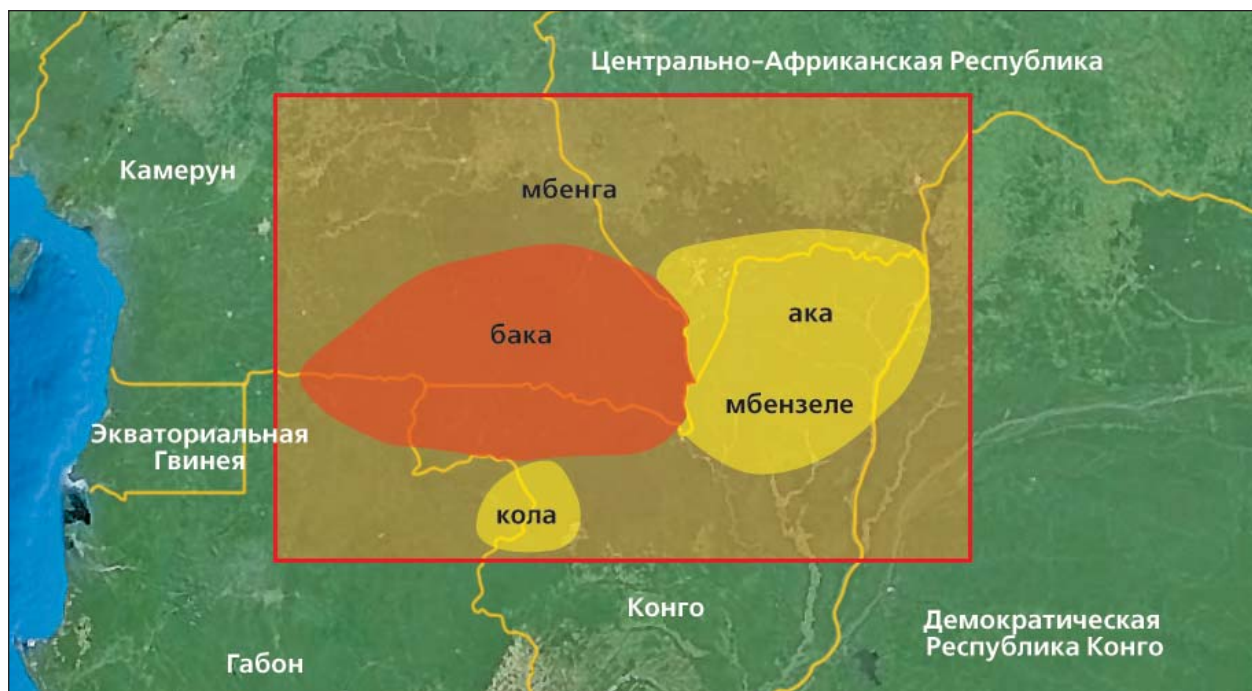 Центрально-Африканская Республика
Камерун
мбенга
ака
бака
мбензеле
Экваториальная
Гвинея
кола
Конго
Демократическая
Республика Конго
Габон